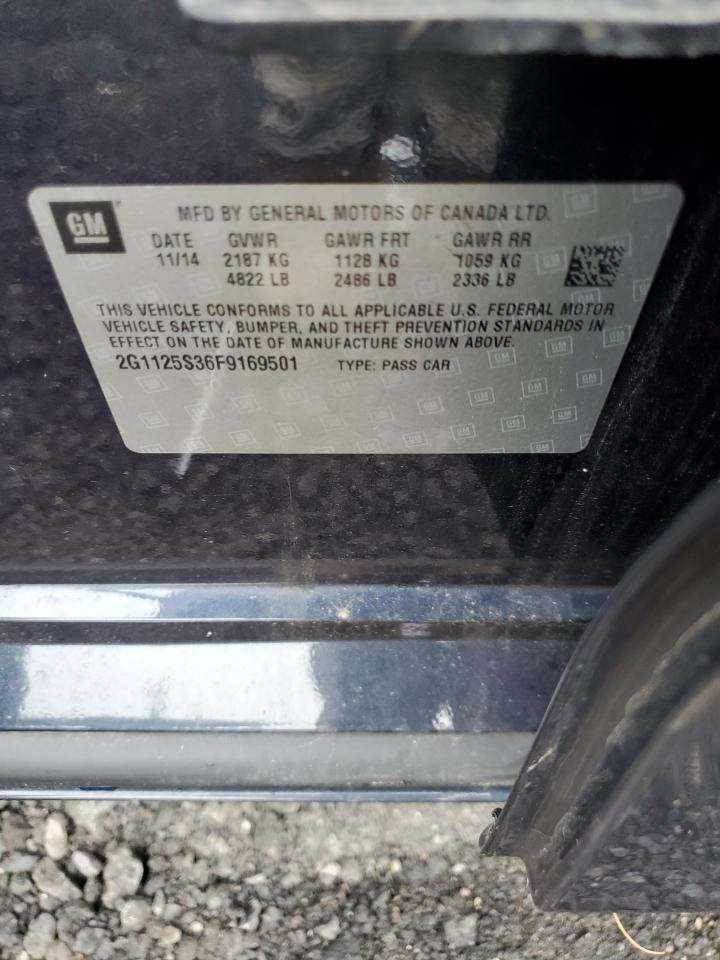 GM
MFD BY GENERAL MOTORS OF CANADA LTD.
DATE GVWR GAWR FRT GAWR RR
11/14 2187 KG 1128 KG 1059 KG
4822 LB 2486 LB 2336 LB
THIS VEHICLE CONFORMS TO ALL APPLICABLE U.S. FEDERAL MOTOR
VEHICLE SAFETY, BUMPER, AND THEFT PREVENTION STANDARDS IN
EFFECT ON THE DATE OF MANUFACTURE SHOWN ABOVE.
2G1125S36F9169501 TYPE: PASS CAR